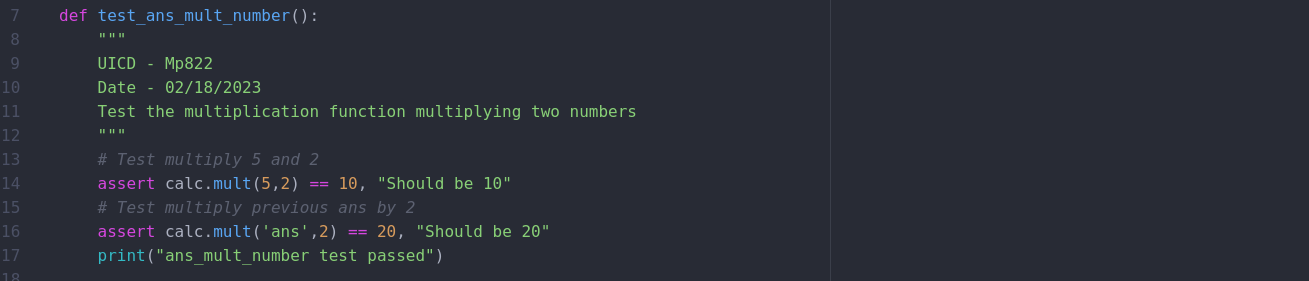 7 def test_ans_mult_number():
8 """
9 UICD - Mp822
10 Date - 02/18/2023
11 Test the multiplication function multiplying two numbers
12 """
13 # Test multiply 5 and 2
14 assert calc.mult(5,2) == 10, "Should be 10"
15 # Test multiply previous ans by 2
16 assert calc.mult('ans',2) == 20, "Should be 20"
17 print("ans_mult_number test passed")
18